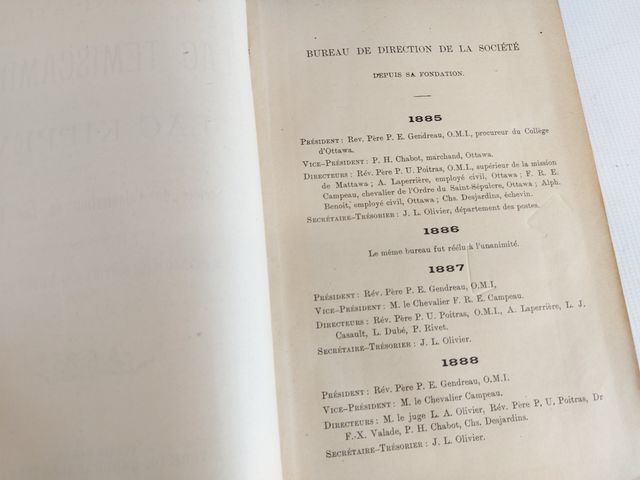 BUREAU DE DIRECTION DE LA SOCIÉTÉ
DEPUIS SA FONDATION.
1885
PRÉSIDENT : Rev. Père P. E. Gendreau, O.M.I., procureur du Collège
d'Ottawa.
VICE-PRÉSIDENT : P. H. Chabot, marchand, Ottawa.
DIRECTEURS : Rév. Père P. U. Poitras, O.M.I., supérieur de la mission
de Mattawa ; A. Laperrière, employé civil, Ottawa ; F. R. E.
Campeau, chevalier de l'Ordre du Saint-Sépulcre, Ottawa ; Alph.
Benoit, employé civil, Ottawa ; Chs. Desjardins, échevin.
SECRÉTAIRE-TRÉSORIER : J. L. Olivier, département des postes.
1886
Le même bureau fut réélu à l'unanimité.
1887
PRÉSIDENT : Rév. Père P. E. Gendreau, O.M.I,
VICE-PRÉSIDENT : M. le Chevalier F. R. E. Campeau.
DIRECTEURS : Rév. Père P. U. Poitras, O.M.I., A. Laperrière, L. J.
Casault, L. Dubé, P. Rivet.
SECRÉTAIRE-TRÉSORIER : J. L. Olivier.
1888
PRÉSIDENT : Rév. Père P. E. Gendreau, O.M.I.
VICE-PRÉSIDENT : M. le Chevalier Campeau.
DIRECTEURS : M. le juge L. A. Olivier, Rév. Père P. U. Poitras, Dr
F.-X. Valade, P. H. Chabot, Chs. Desjardins.
SECRÉTAIRE-TRÉSORIER : J. L. Olivier.